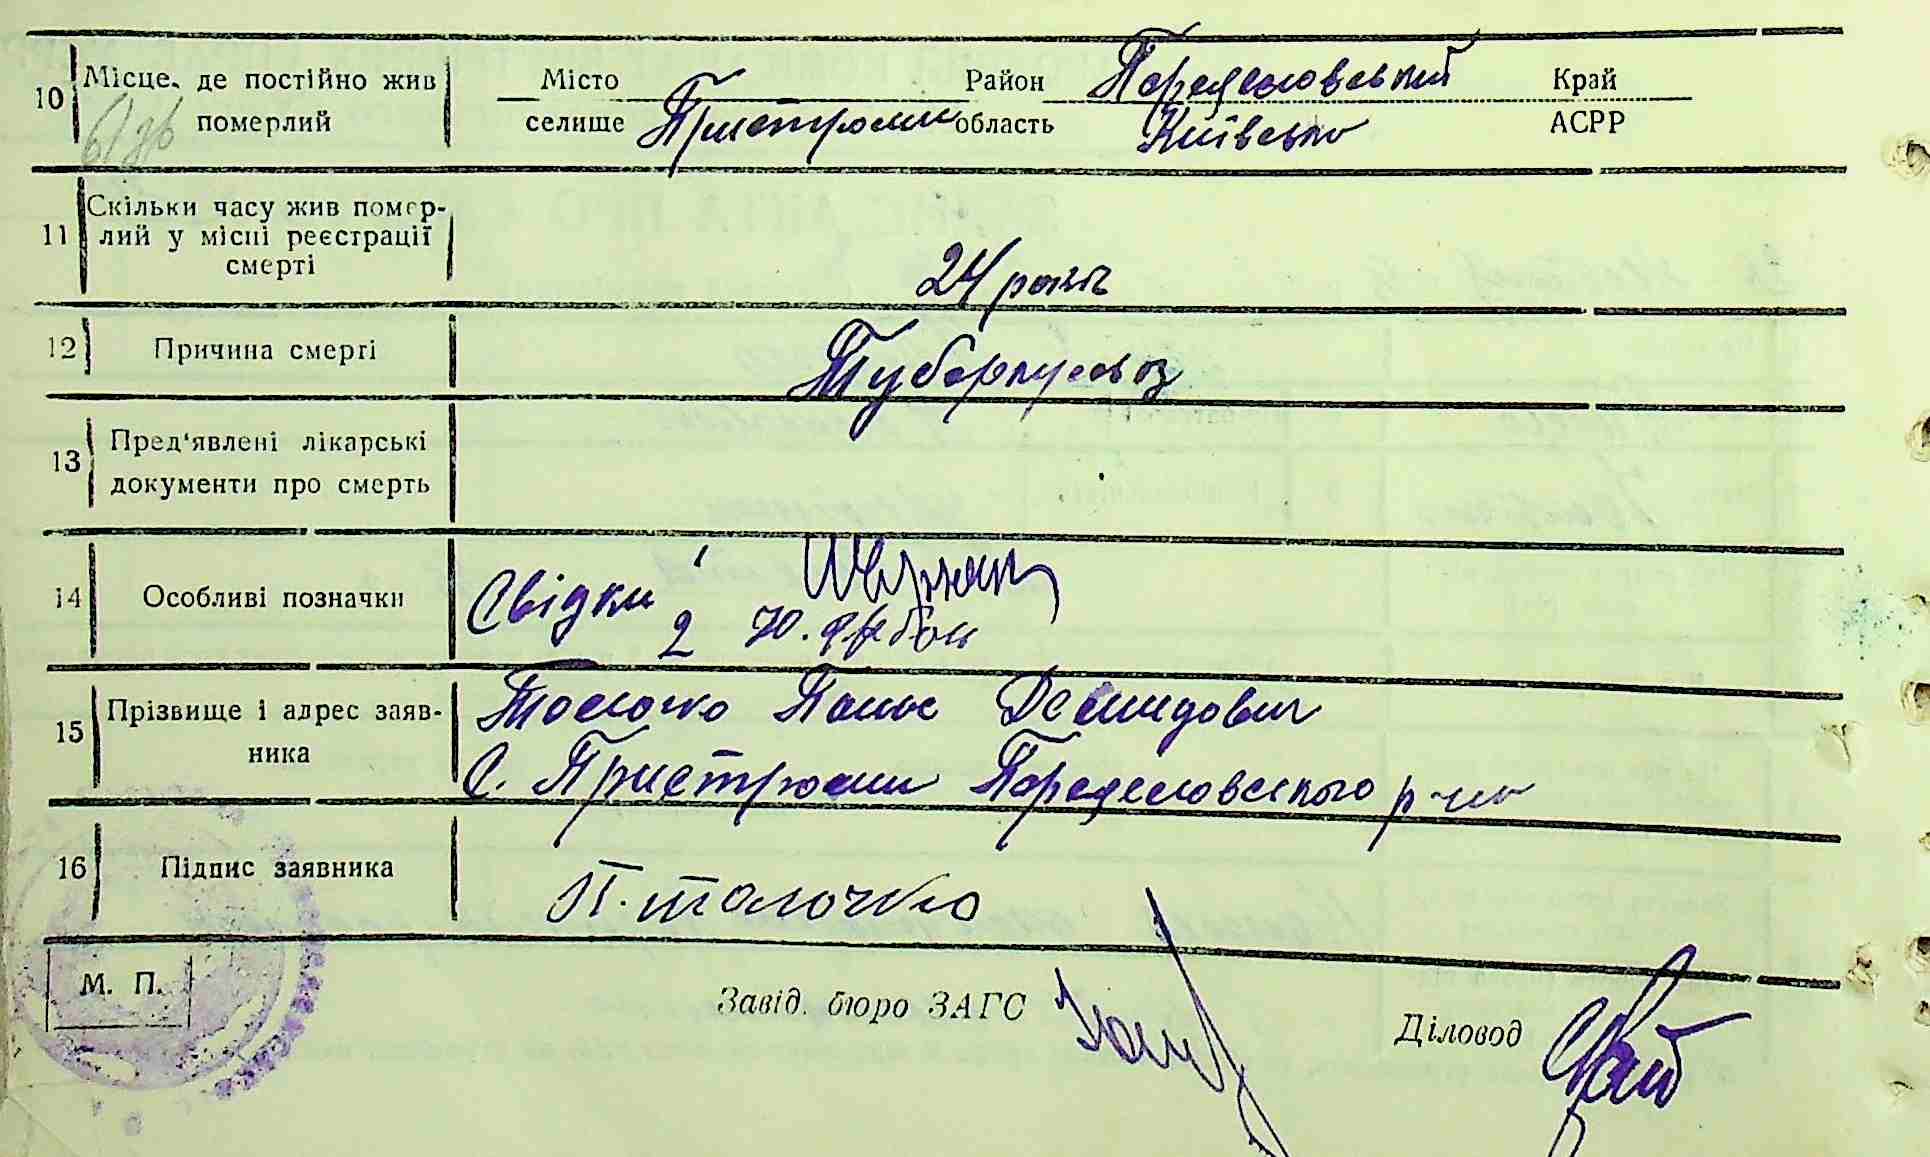 10 Місце, де постійно жив померлий
Місто Район Переяславський Край
селище Пристроми область Київська АСРР
11 Скільки часу жив помер-
лий у місці реєстрації
смерті
24 роки
12 Причина смерті Туберкульоз
13 Пред'явлені лікарські
документи про смерть
14 Особливі позначки Свідки 1
2
15 Прізвище і адрес заяв-
ника
Толочко Панас Демидович
С. Пристроми Переяславського р-на
16 Підпис заявника П. толочко
М. П.
Завід. бюро ЗАГС Діловод